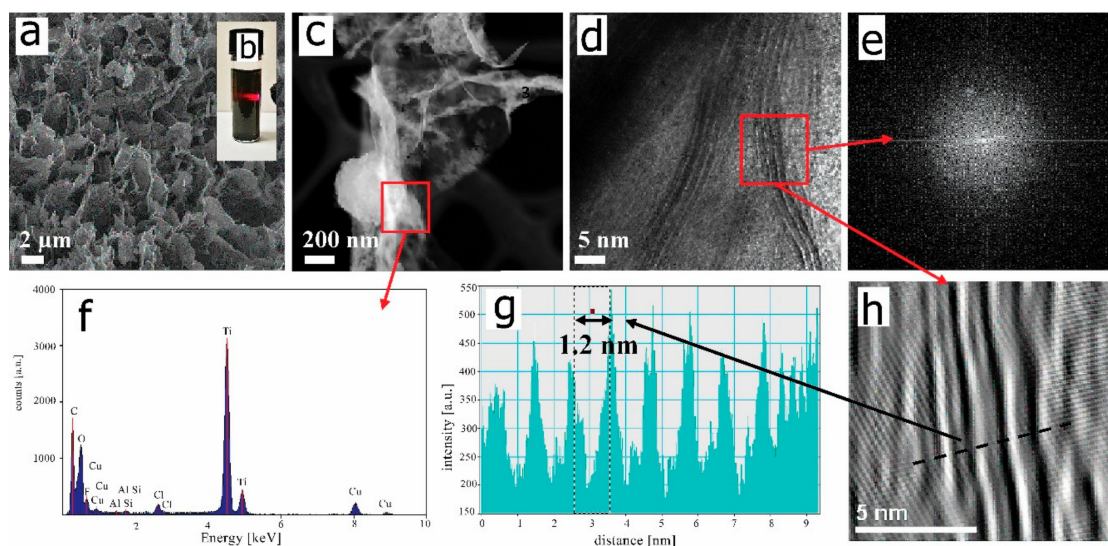 a
b
c
d
e
3
2 µm
200 nm
5 nm
f
4000
3000
2000
1000
counts [a.u.]
C
O
F
Cu
Cu
Al Si
Al Si
Cl
Cl
Ti
Ti
Cu
Cu
2
4
6
8
10
Energy [keV]
g
1.2 nm
550
500
450
400
350
300
250
200
150
intensity [a.u.]
0
1
2
3
4
5
6
7
8
9
distance [nm]
h
5 nm